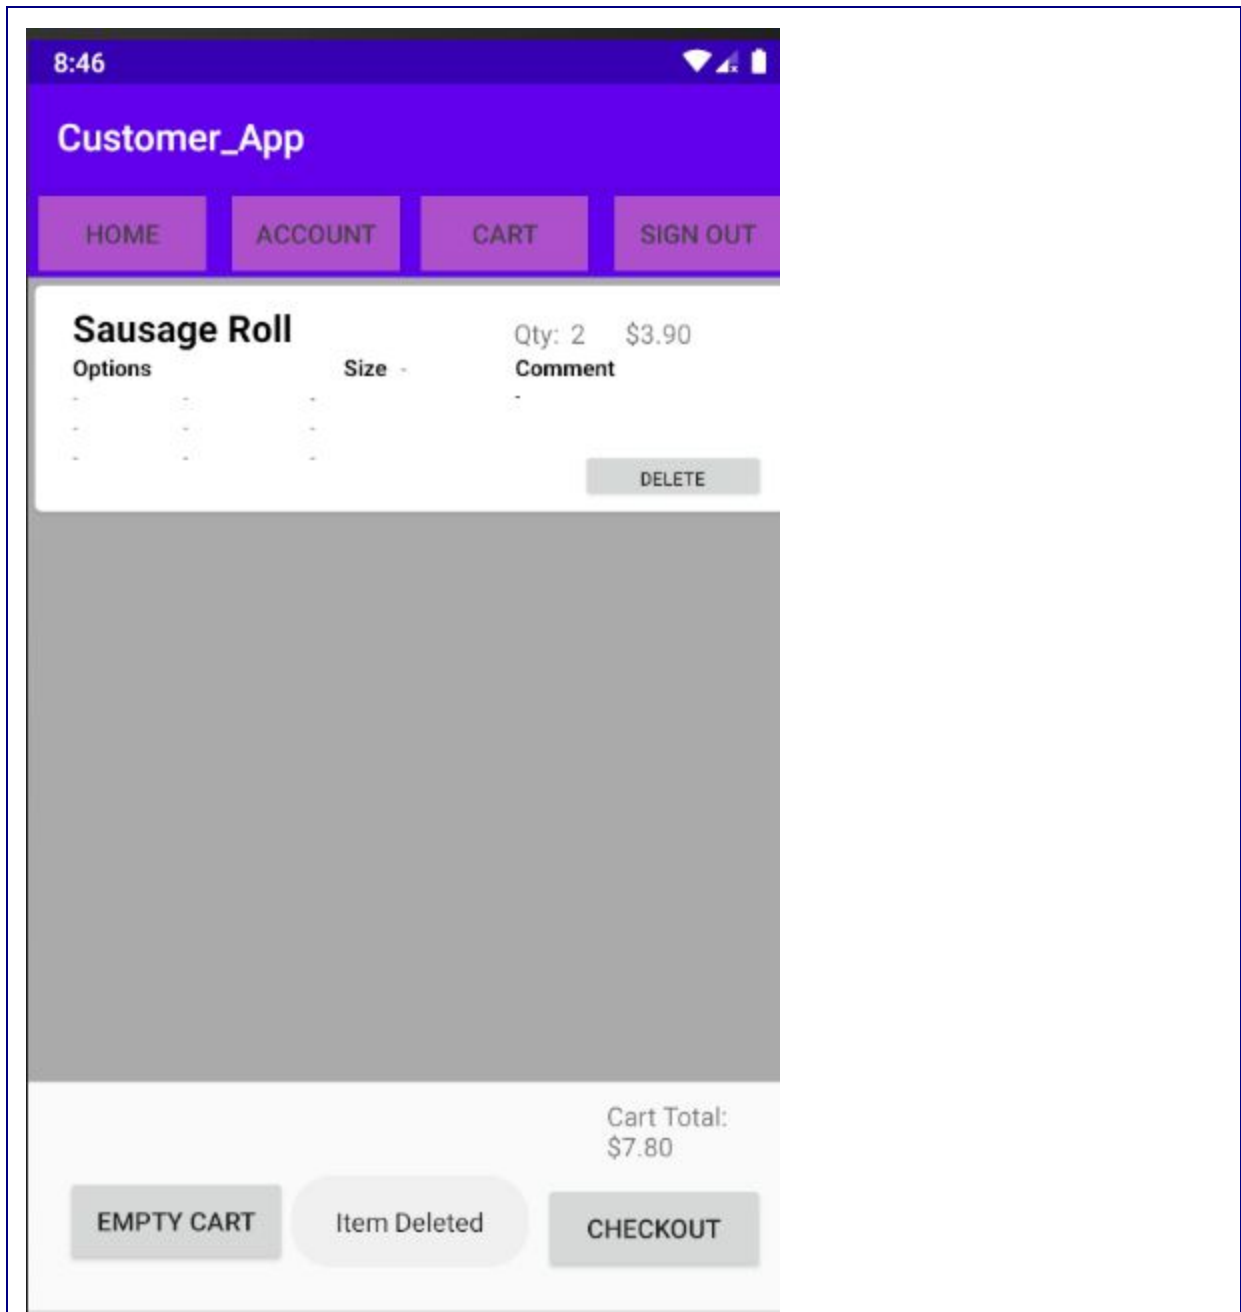 8:46
Customer_App
HOME ACCOUNT CART SIGN OUT
Sausage Roll Qty: 2 $3.90
Options Size - Comment
- - - -
- - -
- - -
DELETE
Cart Total:
$7.80
EMPTY CART Item Deleted CHECKOUT